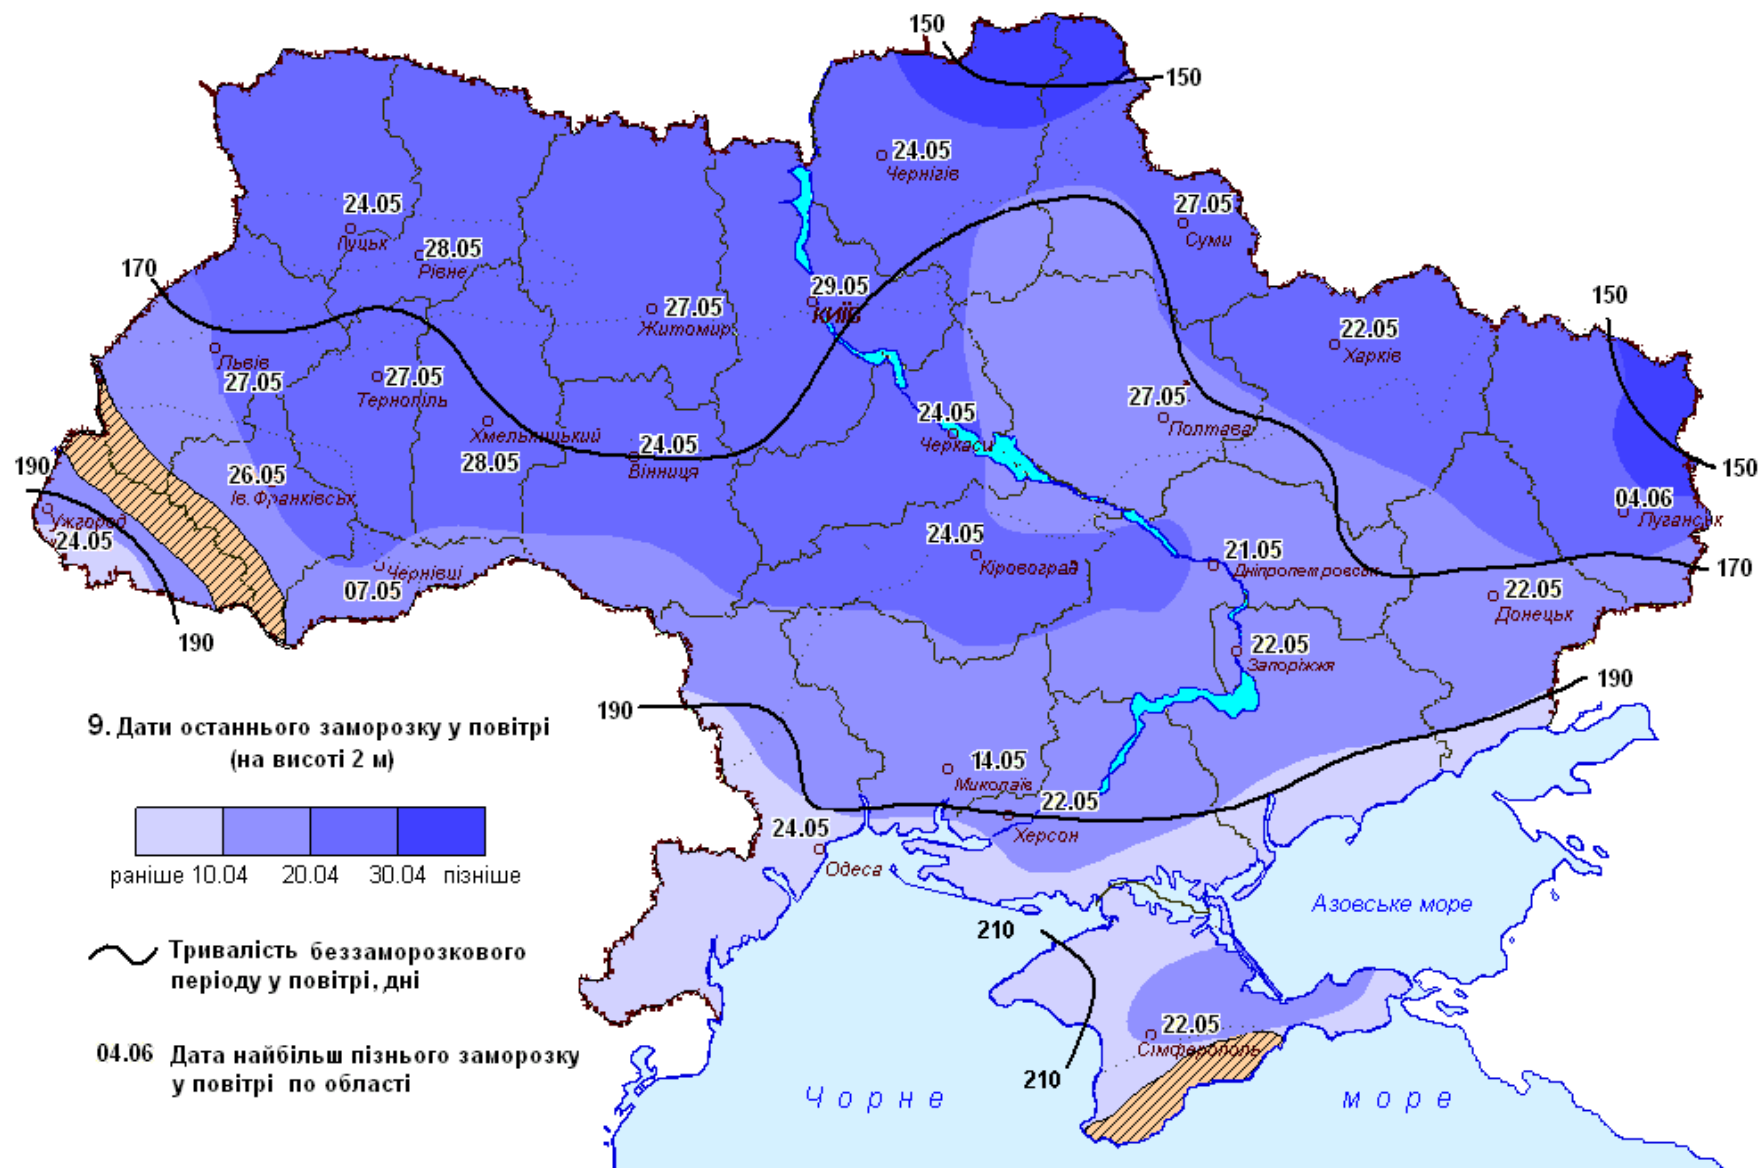 150
150
24.05
Чернігів
24.05
Луцьк
27.05
Суми
28.05
Рівне
170
29.05
КИЇВ
27.05
Житомир
150
22.05
Харків
Львів
27.05
27.05
Тернопіль
27.05
Полтава
24.05
Черкаси
Хмельницький
28.05
24.05
Вінниця
190
26.05
Ів.Франківськ
150
04.06
Луганськ
Ужгород
24.05
24.05
Кіровоград
21.05
Дніпропетровськ
170
Чернівці
07.05
22.05
Донецьк
190
22.05
Запоріжжя
190
190
9. Дати останнього заморозку у повітрі
(на висоті 2 м)
14.05
Миколаїв
22.05
Херсон
24.05
Одеса
раніше 10.04 20.04 30.04 пізніше
Азовське море
210
Тривалість беззаморозкового
періоду у повітрі, дні
22.05
Сімферополь
04.06 Дата найбільш пізнього заморозку
у повітрі по області
210
Чорне море